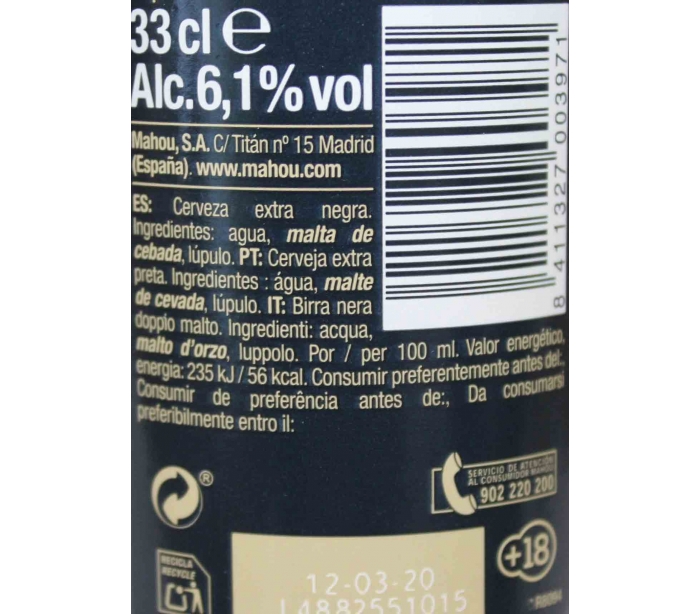 33 cl ℮
Alc.6,1% vol
Mahou, S.A. C/ Titán nº 15 Madrid
(España). www.mahou.com
ES: Cerveza extra negra.
Ingredientes: agua, malta de
cebada, lúpulo. PT: Cerveja extra
preta. Ingredientes : água, malte
de cevada, lúpulo. IT: Birra nera
doppio malto. Ingredienti: acqua,
malto d'orzo, luppolo. Por / per 100 ml. Valor energético,
energia: 235 kJ / 56 kcal. Consumir preferentemente antes del:,
Consumir de preferência antes de:, Da consumarsi
preferibilmente entro il:
8 411327 003971
®
SERVICIO DE ATENCIÓN
AL CONSUMIDOR MAHOU
902 220 200
+18
RECICLA
RECYCLE
12-03-20
L4882551015